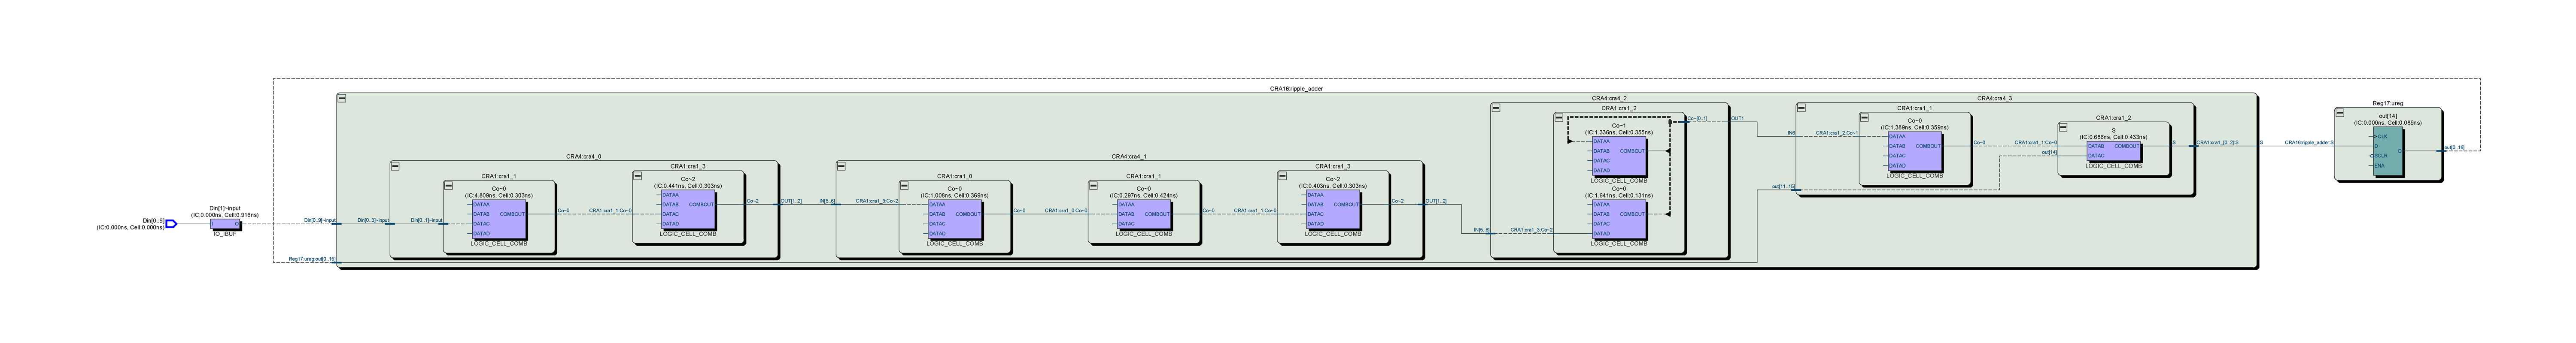 CRA16:ripple_adder
CRA4:cra4_2
CRA4:cra4_3
Reg17:ureg
CRA1:cra1_2
CRA1:cra1_1
CRA1:cra1_2
out[14]
(IC:0.000ns, Cell:0.089ns)
Co~[0..1]
OUT1
Co~1
(IC:1.336ns, Cell:0.355ns)
Co~0
(IC:1.389ns, Cell:0.359ns)
S
(IC:0.686ns, Cell:0.433ns)
IN6
CRA1:cra1_2:Co~1
DATAA
DATAB
DATAC
DATAD
COMBOUT
LOGIC_CELL_COMB
DATAA
DATAB
DATAC
DATAD
COMBOUT
LOGIC_CELL_COMB
Co~0
CRA1:cra1_1:Co~0
out[14]
DATAB
DATAC
COMBOUT
LOGIC_CELL_COMB
S
CRA1:cra1_[0..2]:S
S
CRA16:ripple_adder:S
CLK
D
SCLR
ENA
Q
out[0..16]
out[11..15]
CRA4:cra4_0
CRA4:cra4_1
CRA1:cra1_1
CRA1:cra1_3
CRA1:cra1_0
CRA1:cra1_1
CRA1:cra1_3
Co~0
(IC:4.809ns, Cell:0.303ns)
Co~2
(IC:0.441ns, Cell:0.303ns)
Co~0
(IC:1.008ns, Cell:0.369ns)
Co~0
(IC:0.297ns, Cell:0.424ns)
Co~2
(IC:0.403ns, Cell:0.303ns)
Co~0
(IC:1.641ns, Cell:0.131ns)
DATAA
DATAB
DATAC
DATAD
COMBOUT
LOGIC_CELL_COMB
DATAA
DATAB
DATAC
DATAD
COMBOUT
LOGIC_CELL_COMB
DATAA
DATAB
DATAC
DATAD
COMBOUT
LOGIC_CELL_COMB
DATAA
DATAB
DATAC
DATAD
COMBOUT
LOGIC_CELL_COMB
DATAA
DATAB
DATAC
DATAD
COMBOUT
LOGIC_CELL_COMB
DATAA
DATAB
DATAC
DATAD
COMBOUT
LOGIC_CELL_COMB
Din[0..9]
(IC:0.000ns, Cell:0.000ns)
Din[1]~input
(IC:0.000ns, Cell:0.916ns)
I
O
IO_IBUF
Din[0..9]~input
Din[0..3]~input
Din[0..1]~input
Co~0
CRA1:cra1_1:Co~0
Co~2
OUT[1..2]
IN[5..6]
CRA1:cra1_3:Co~2
Co~0
CRA1:cra1_0:Co~0
Co~0
CRA1:cra1_1:Co~0
Co~2
OUT[1..2]
CRA1:cra1_3:Co~2
Reg17:ureg:out[0..15]